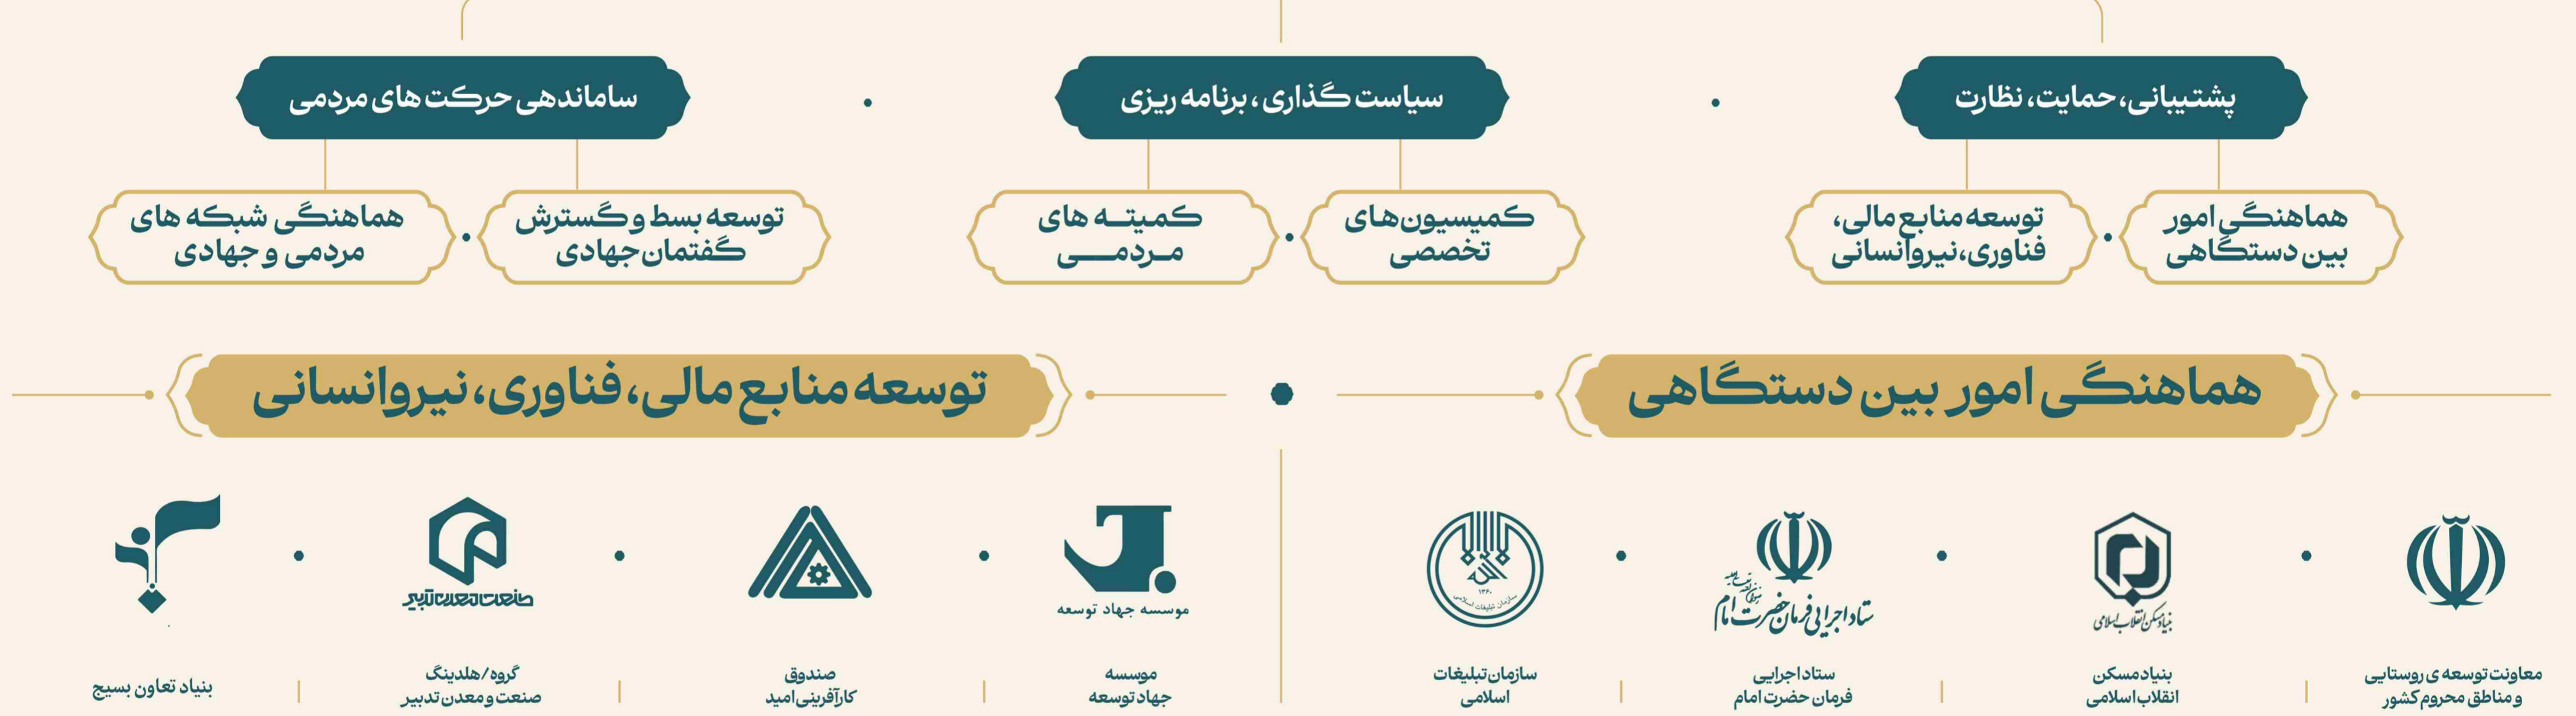 پشتیبانی، حمایت، نظارت
سیاست گذاری، برنامه ریزی
ساماندهی حرکت های مردمی
هماهنگی امور
بین دستگاهی
توسعه منابع مالی،
فناوری، نیروانسانی
کمیسیون‌های
تخصصی
کمیته های
مردمی
توسعه بسط و گسترش
گفتمان جهادی
هماهنگی شبکه های
مردمی و جهادی
هماهنگی امور بین دستگاهی
توسعه منابع مالی، فناوری، نیروانسانی
معاونت توسعه ی روستایی
و مناطق محروم کشور
بنیاد مسکن انقلاب اسلامی
بنیاد مسکن
انقلاب اسلامی
ستاد اجرایی فرمان حضرت امام
ستاد اجرایی
فرمان حضرت امام
۱۳۶۰
سازمان تبلیغات اسلامی
سازمان تبلیغات
اسلامی
موسسه جهاد توسعه
موسسه
جهاد توسعه
صندوق
کارآفرینی امید
صنعت معدن تدبیر
گروه/هلدینگ
صنعت و معدن تدبیر
بنیاد تعاون بسیج